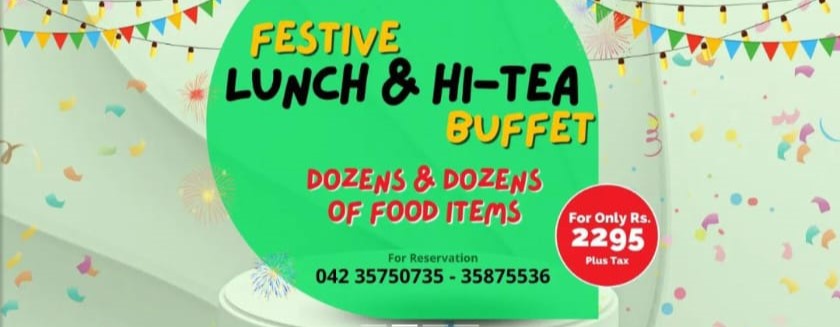 FESTIVE
LUNCH & HI-TEA
BUFFET
DOZENS & DOZENS
OF FOOD ITEMS
For Only Rs.
2295
Plus Tax
For Reservation
042 35750735 - 35875536